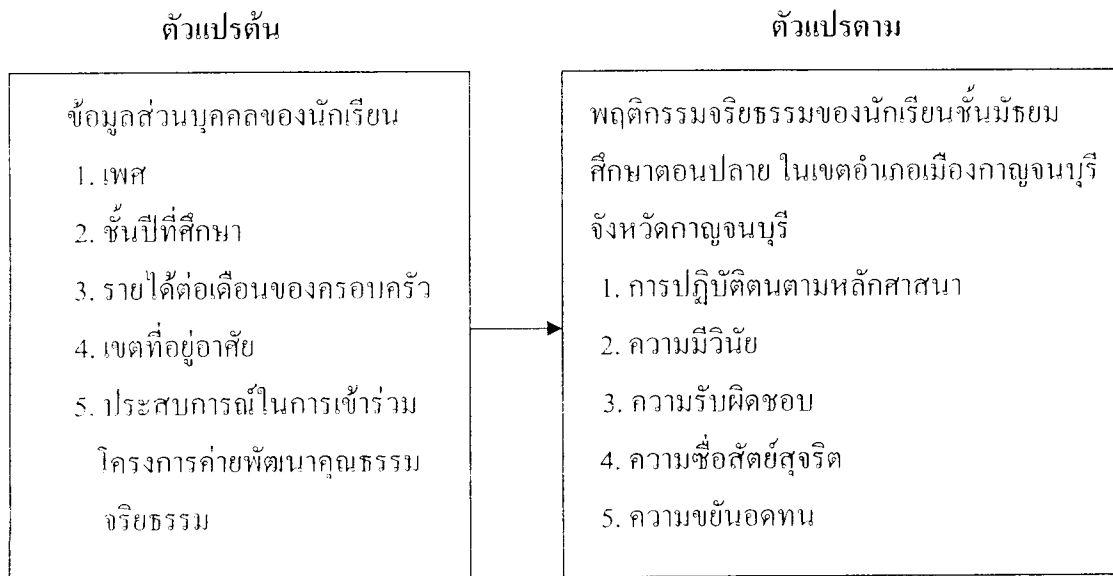 ตัวแปรต้น
ข้อมูลส่วนบุคคลของนักเรียน
1. เพศ
2. ชั้นปีที่ศึกษา
3. รายได้ต่อเดือนของครอบครัว
4. เขตที่อยู่อาศัย
5. ประสบการณ์ในการเข้าร่วม
โครงการค่ายพัฒนาคุณธรรม
จริยธรรม
ตัวแปรตาม
พฤติกรรมจริยธรรมของนักเรียนชั้นมัธยม
ศึกษาตอนปลาย ในเขตอำเภอเมืองกาญจนบุรี
จังหวัดกาญจนบุรี
1. การปฏิบัติตนตามหลักศาสนา
2. ความมีวินัย
3. ความรับผิดชอบ
4. ความซื่อสัตย์สุจริต
5. ความขยันอดทน